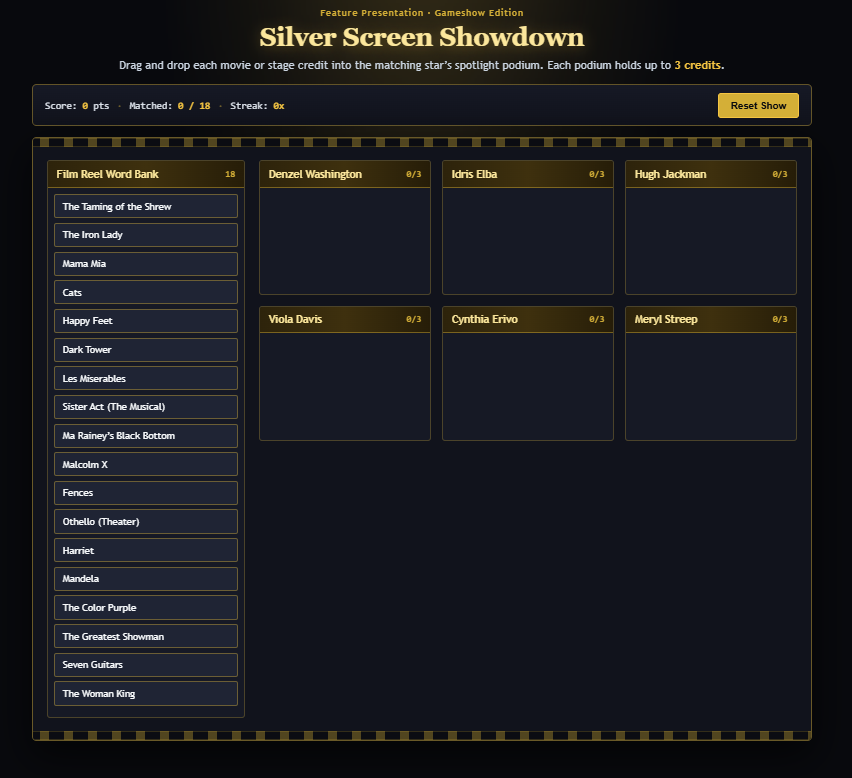 Feature Presentation · Gameshow Edition
Silver Screen Showdown
Drag and drop each movie or stage credit into the matching star’s spotlight podium. Each podium holds up to 3 credits.
Score: 0 pts · Matched: 0 / 18 · Streak: 0x
Reset Show
Film Reel Word Bank 18
The Taming of the Shrew
The Iron Lady
Mama Mia
Cats
Happy Feet
Dark Tower
Les Miserables
Sister Act (The Musical)
Ma Rainey’s Black Bottom
Malcolm X
Fences
Othello (Theater)
Harriet
Mandela
The Color Purple
The Greatest Showman
Seven Guitars
The Woman King
Denzel Washington 0/3
Idris Elba 0/3
Hugh Jackman 0/3
Viola Davis 0/3
Cynthia Erivo 0/3
Meryl Streep 0/3